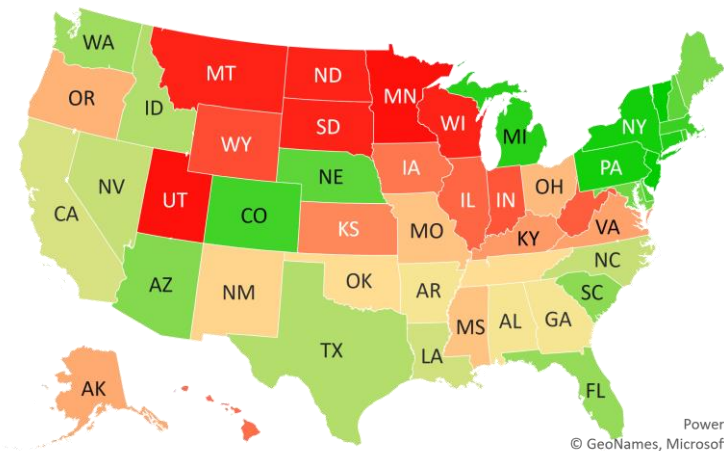 WA
MT
ND
MN
OR
ID
WY
SD
WI
MI
NY
NV
UT
CO
NE
IA
IL
IN
OH
PA
CA
KS
MO
KY
VA
AZ
NM
OK
AR
NC
TX
LA
MS
AL
GA
SC
FL
AK
Power
© GeoNames, Microsof